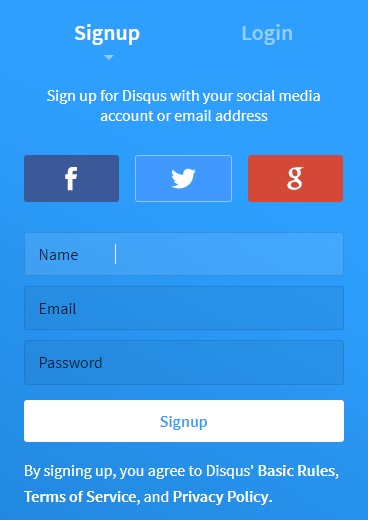 Signup Login
Sign up for Disqus with your social media
account or email address
f g
Name
Email
Password
Signup
By signing up, you agree to Disqus' Basic Rules,
Terms of Service, and Privacy Policy.